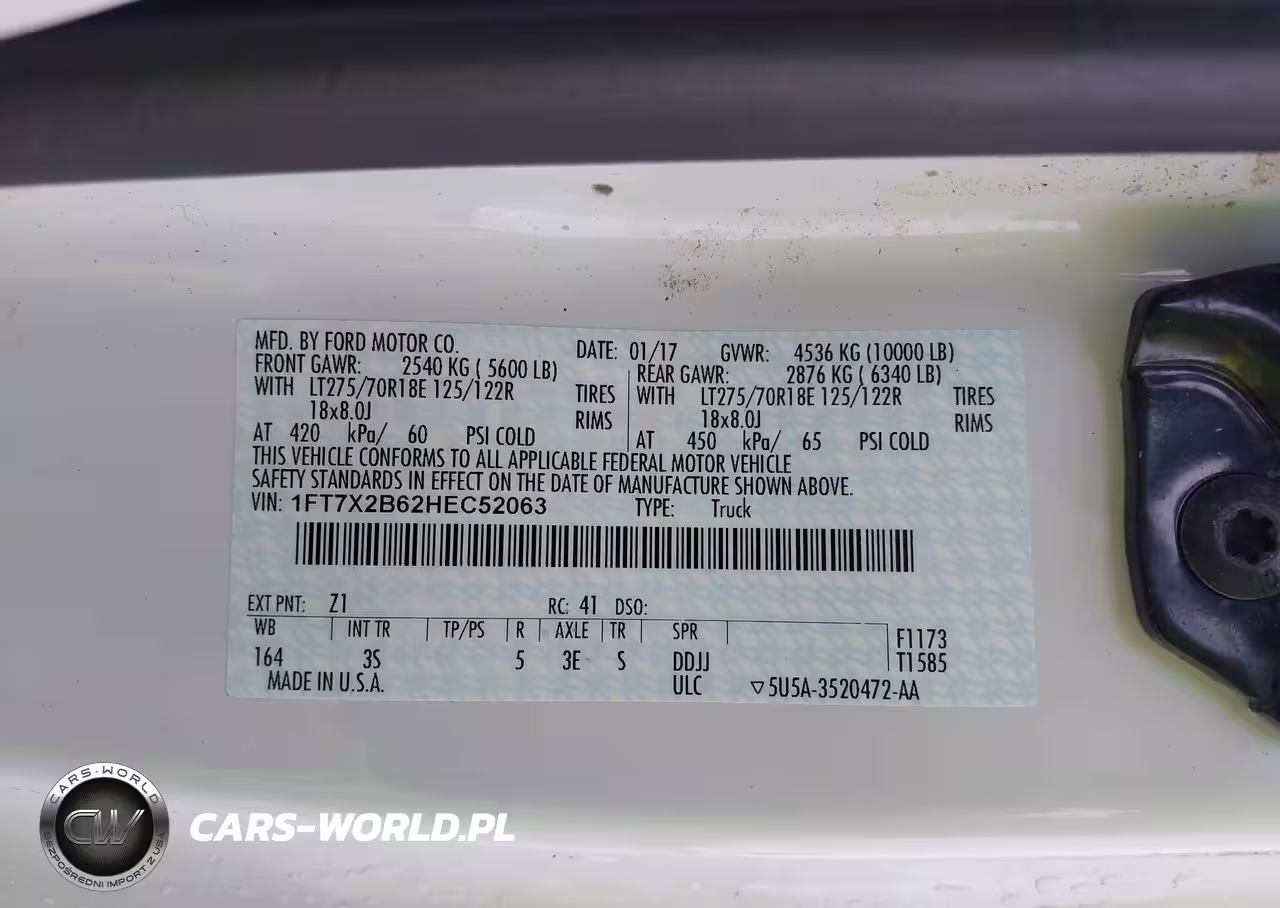 MFD. BY FORD MOTOR CO. DATE: 01/17 GVWR: 4536 KG (10000 LB)
FRONT GAWR: 2540 KG ( 5600 LB) REAR GAWR: 2876 KG ( 6340 LB)
WITH LT275/70R18E 125/122R TIRES WITH LT275/70R18E 125/122R TIRES
18x8.0J RIMS 18x8.0J RIMS
AT 420 kPa/ 60 PSI COLD AT 450 kPa/ 65 PSI COLD
THIS VEHICLE CONFORMS TO ALL APPLICABLE FEDERAL MOTOR VEHICLE
SAFETY STANDARDS IN EFFECT ON THE DATE OF MANUFACTURE SHOWN ABOVE.
VIN: 1FT7X2B62HEC52063 TYPE: Truck
EXT PNT: Z1 RC: 41 DSO:
WB INT TR TP/PS R AXLE TR SPR F1173
164 3S 5 3E S DDJJ T1585
MADE IN U.S.A. ULC ▽5U5A-3520472-AA
CARS-WORLD
CW
BEZPOŚREDNI IMPORT Z USA
CARS-WORLD.PL